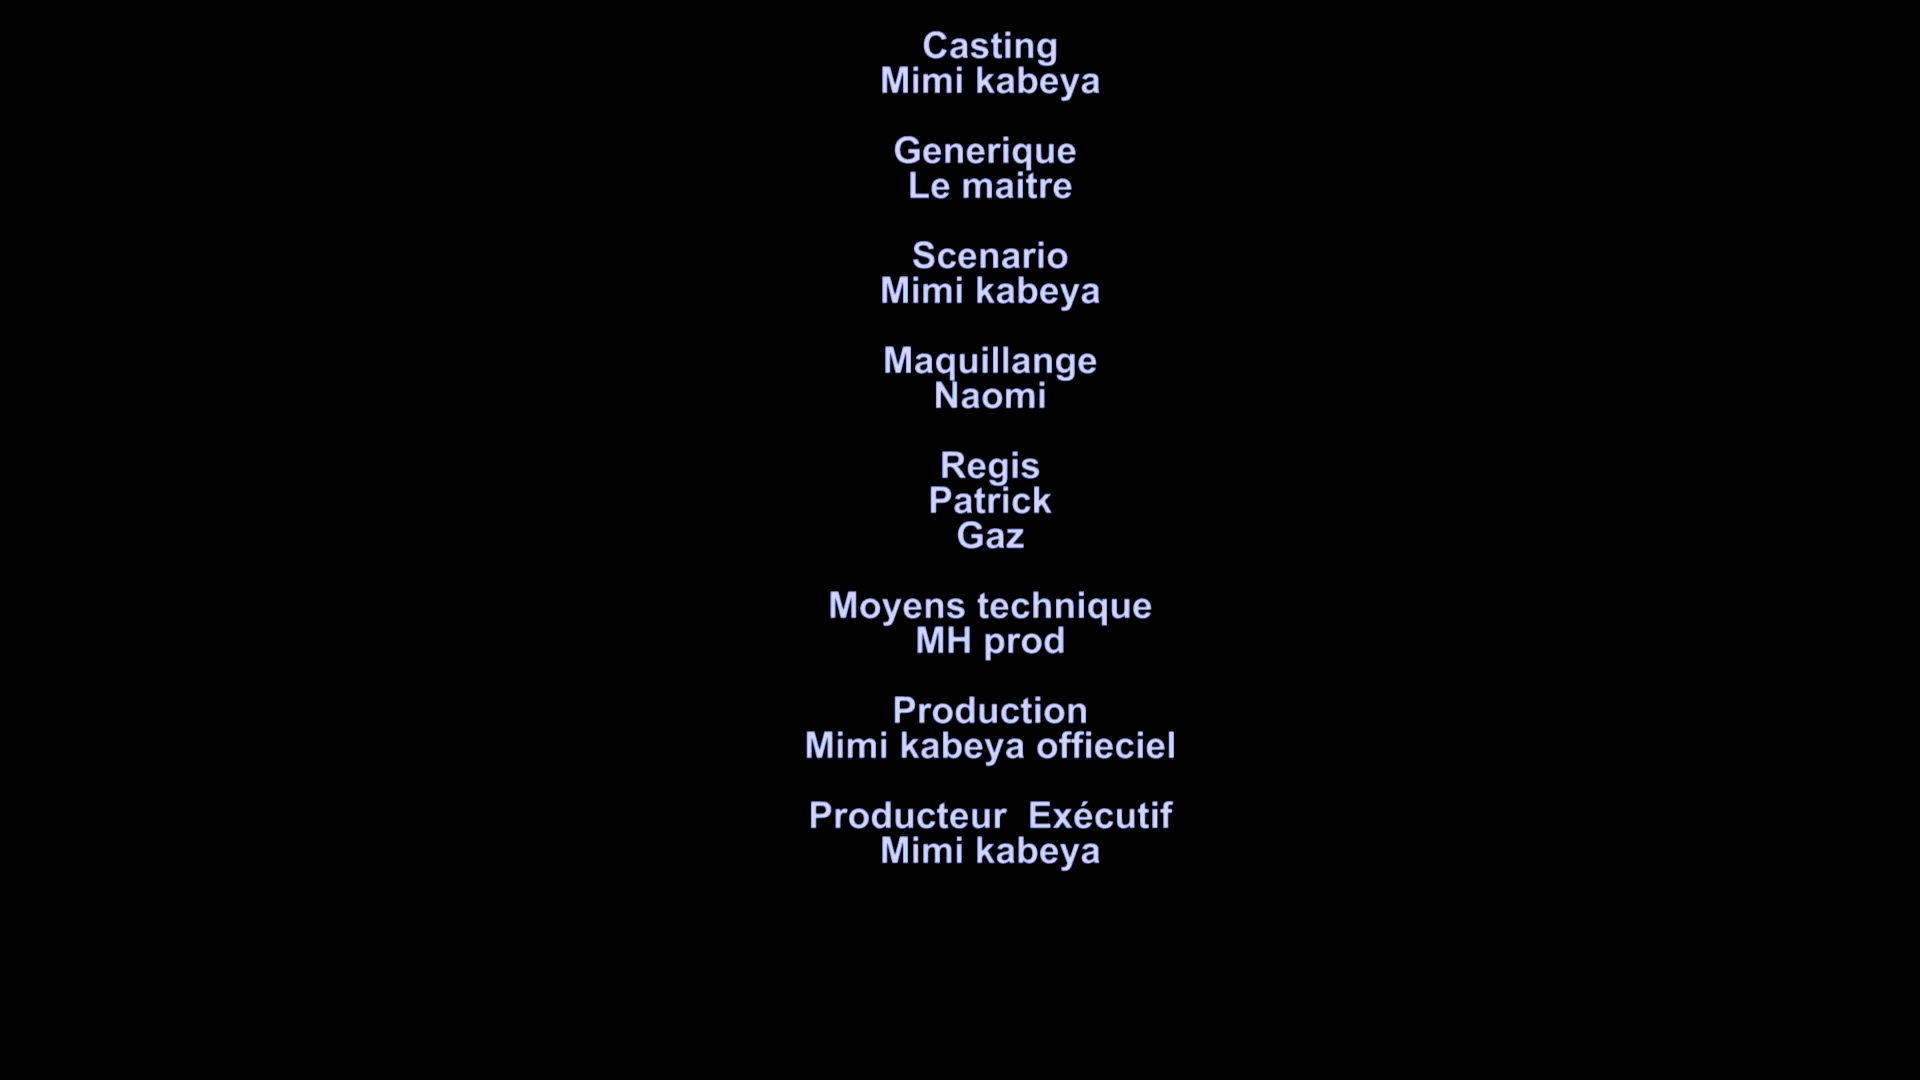 Casting
Mimi kabeya
Generique
Le maitre
Scenario
Mimi kabeya
Maquillange
Naomi
Regis
Patrick
Gaz
Moyens technique
MH prod
Production
Mimi kabeya offieciel
Producteur  Exécutif
Mimi kabeya